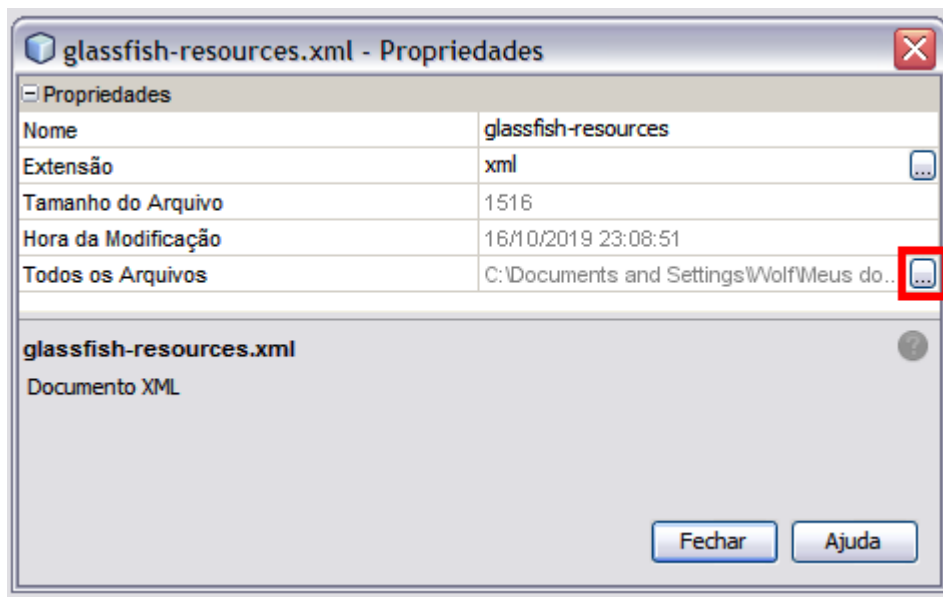 glassfish-resources.xml - Propriedades
Propriedades
Nome glassfish-resources
Extensão xml ...
Tamanho do Arquivo 1516
Hora da Modificação 16/10/2019 23:08:51
Todos os Arquivos C:\Documents and Settings\Wolf\Meus do... ...
glassfish-resources.xml ?
Documento XML
Fechar Ajuda